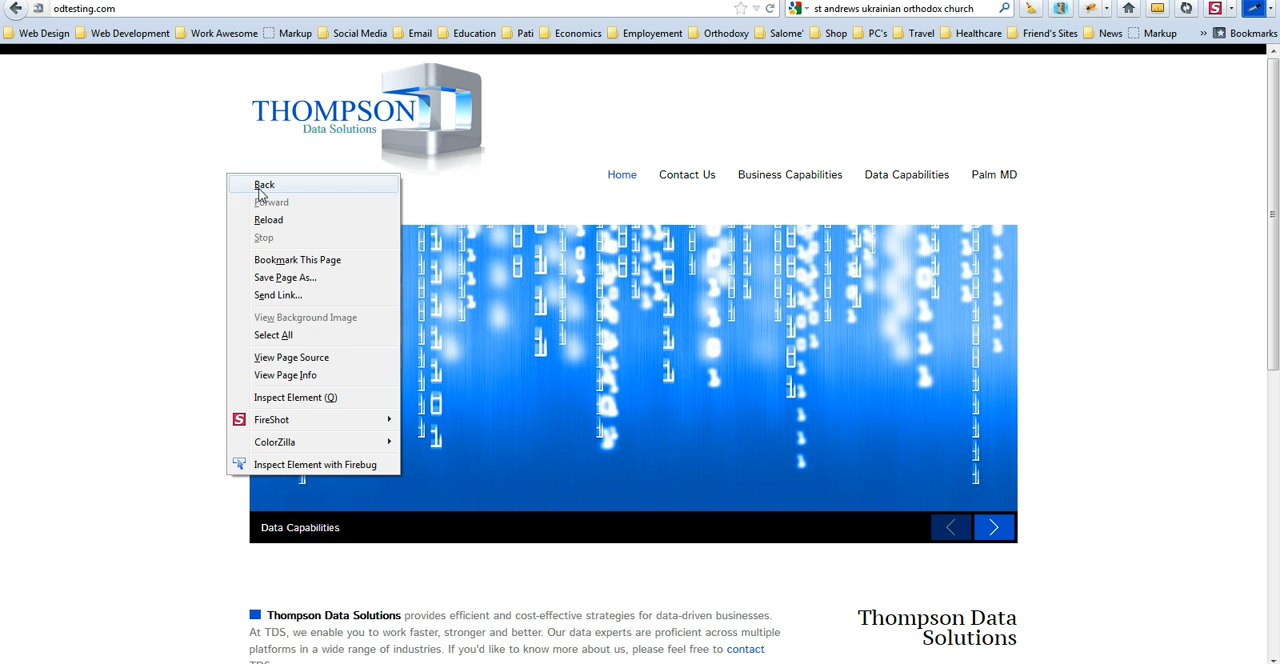 odtesting.com
st andrews ukrainian orthodox church
Web Design Web Development Work Awesome Markup Social Media Email Education Pati Economics Employement Orthodoxy Salome' Shop PC's Travel Healthcare Friend's Sites News Markup » Bookmarks
THOMPSON
Data Solutions
Home Contact Us Business Capabilities Data Capabilities Palm MD
Back
Forward
Reload
Stop
Bookmark This Page
Save Page As...
Send Link...
View Background Image
Select All
View Page Source
View Page Info
Inspect Element (Q)
S FireShot
ColorZilla
Inspect Element with Firebug
Data Capabilities
Thompson Data Solutions provides efficient and cost-effective strategies for data-driven businesses.
At TDS, we enable you to work faster, stronger and better. Our data experts are proficient across multiple
platforms in a wide range of industries. If you'd like to know more about us, please feel free to contact
TDS
Thompson Data
Solutions